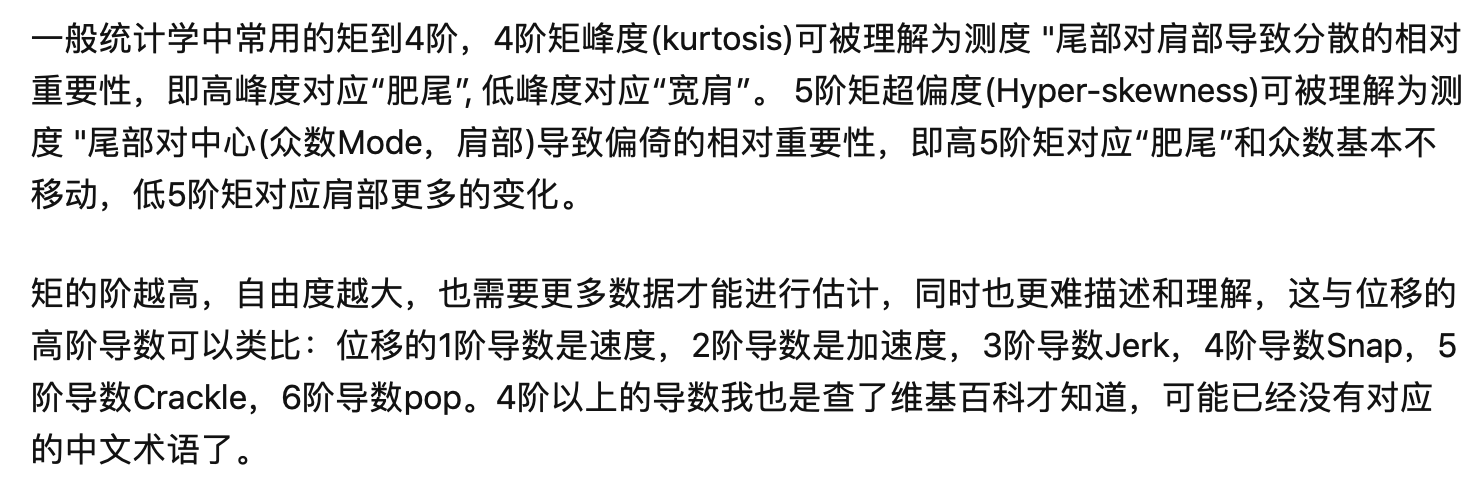 一般统计学中常用的矩到4阶，4阶矩峰度(kurtosis)可被理解为测度 "尾部对肩部导致分散的相对
重要性，即高峰度对应“肥尾”, 低峰度对应“宽肩”。 5阶矩超偏度(Hyper-skewness)可被理解为测
度 "尾部对中心(众数Mode，肩部)导致偏倚的相对重要性，即高5阶矩对应“肥尾”和众数基本不
移动，低5阶矩对应肩部更多的变化。
矩的阶越高，自由度越大，也需要更多数据才能进行估计，同时也更难描述和理解，这与位移的
高阶导数可以类比：位移的1阶导数是速度，2阶导数是加速度，3阶导数Jerk，4阶导数Snap，5
阶导数Crackle，6阶导数pop。4阶以上的导数我也是查了维基百科才知道，可能已经没有对应
的中文术语了。